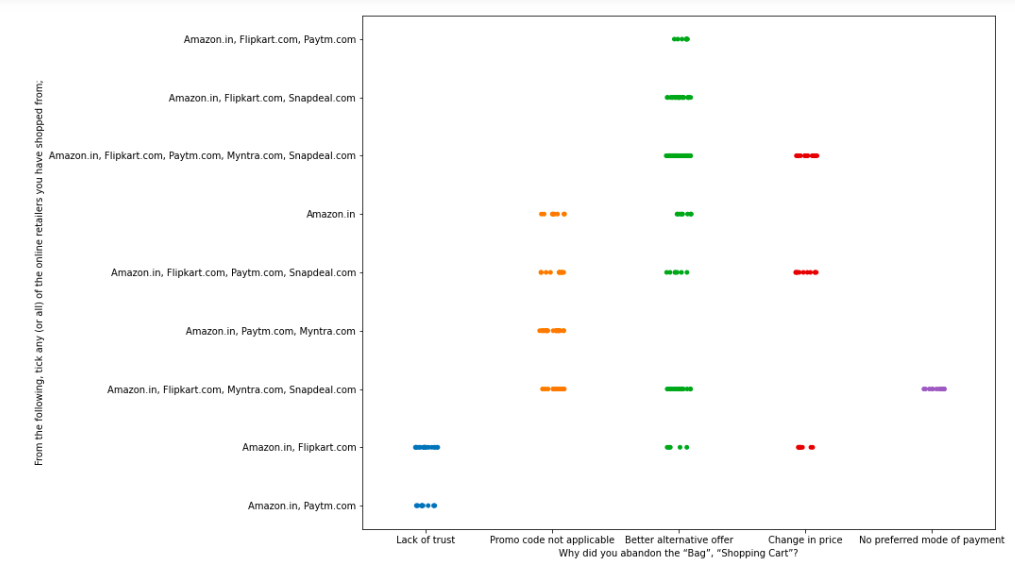 From the following, tick any (or all) of the online retailers you have shopped from;
Amazon.in, Flipkart.com, Paytm.com
Amazon.in, Flipkart.com, Snapdeal.com
Amazon.in, Flipkart.com, Paytm.com, Myntra.com, Snapdeal.com
Amazon.in
Amazon.in, Flipkart.com, Paytm.com, Snapdeal.com
Amazon.in, Paytm.com, Myntra.com
Amazon.in, Flipkart.com, Myntra.com, Snapdeal.com
Amazon.in, Flipkart.com
Amazon.in, Paytm.com
Lack of trust Promo code not applicable Better alternative offer Change in price No preferred mode of payment
Why did you abandon the “Bag”, “Shopping Cart”?